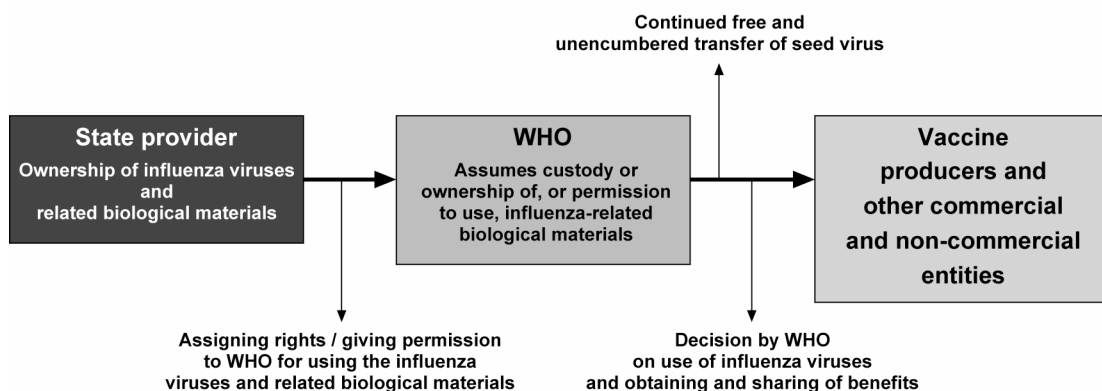 Continued free and
unencumbered transfer of seed virus
State provider
Ownership of influenza viruses
and
related biological materials
WHO
Assumes custody or
ownership of, or permission
to use, influenza-related
biological materials
Vaccine
producers and
other commercial
and non-commercial
entities
Assigning rights / giving permission
to WHO for using the influenza
viruses and related biological materials
Decision by WHO
on use of influenza viruses
and obtaining and sharing of benefits